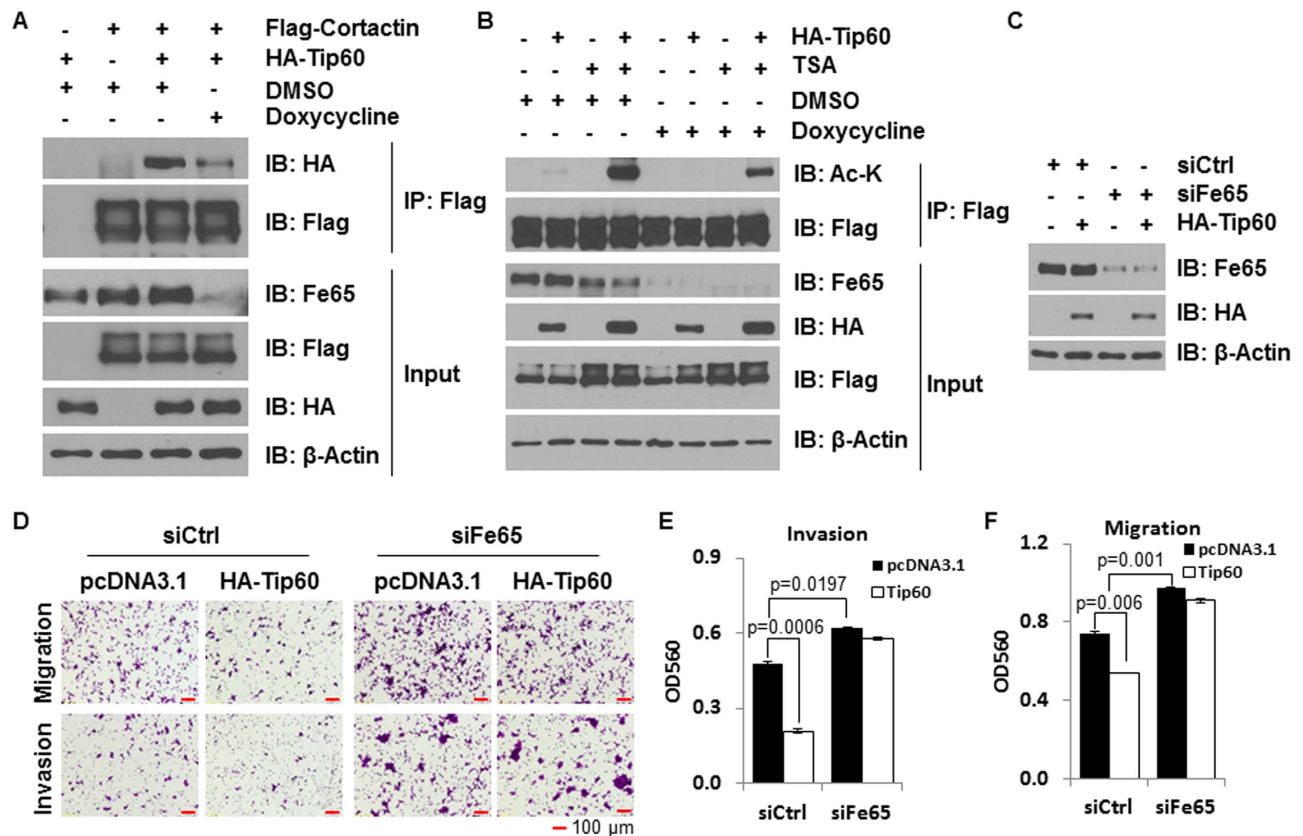 A
- + + + Flag-Cortactin
+ - + + HA-Tip60
+ + + - DMSO
- - - + Doxycycline
IB: HA
IB: Flag
IP: Flag
IB: Fe65
IB: Flag
IB: HA
IB: β-Actin
Input
B
- + - + - + - + HA-Tip60
- - + + - - + + TSA
+ + + + - - - - DMSO
- - - - + + + + Doxycycline
IB: Ac-K
IB: Flag
IP: Flag
IB: Fe65
IB: HA
IB: Flag
IB: β-Actin
Input
C
+ + - - siCtrl
- - + + siFe65
- + - + HA-Tip60
IB: Fe65
IB: HA
IB: β-Actin
D
siCtrl siFe65
pcDNA3.1 HA-Tip60 pcDNA3.1 HA-Tip60
Migration
Invasion
100 µm
E
Invasion
pcDNA3.1
Tip60
p=0.0197
p=0.0006
OD560
0.9
0.6
0.3
0.0
siCtrl siFe65
F
Migration
pcDNA3.1
Tip60
p=0.001
p=0.006
OD560
1.2
0.8
0.4
0.0
siCtrl siFe65